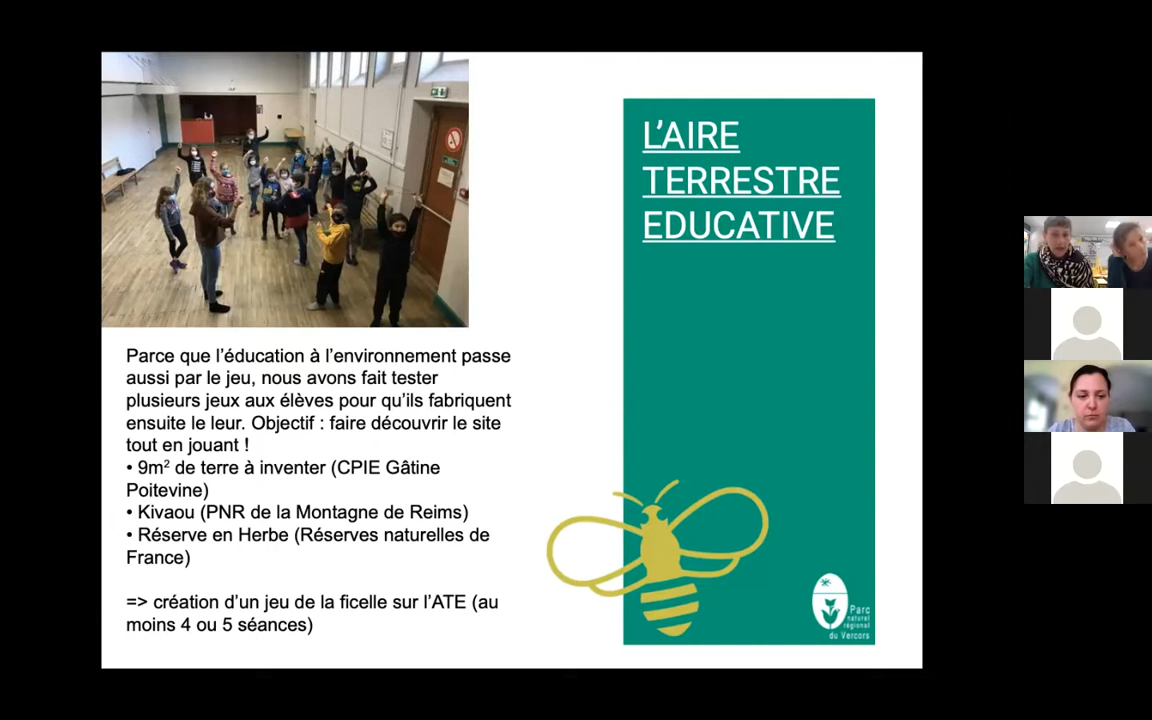 L'AIRE
TERRESTRE
EDUCATIVE
Parce que l'éducation à l'environnement passe
aussi par le jeu, nous avons fait tester
plusieurs jeux aux élèves pour qu'ils fabriquent
ensuite le leur. Objectif : faire découvrir le site
tout en jouant !
• 9m² de terre à inventer (CPIE Gâtine
Poitevine)
• Kivaou (PNR de la Montagne de Reims)
• Réserve en Herbe (Réserves naturelles de
France)
=> création d'un jeu de la ficelle sur l'ATE (au
moins 4 ou 5 séances)
Parc
naturel
régional
du Vercors